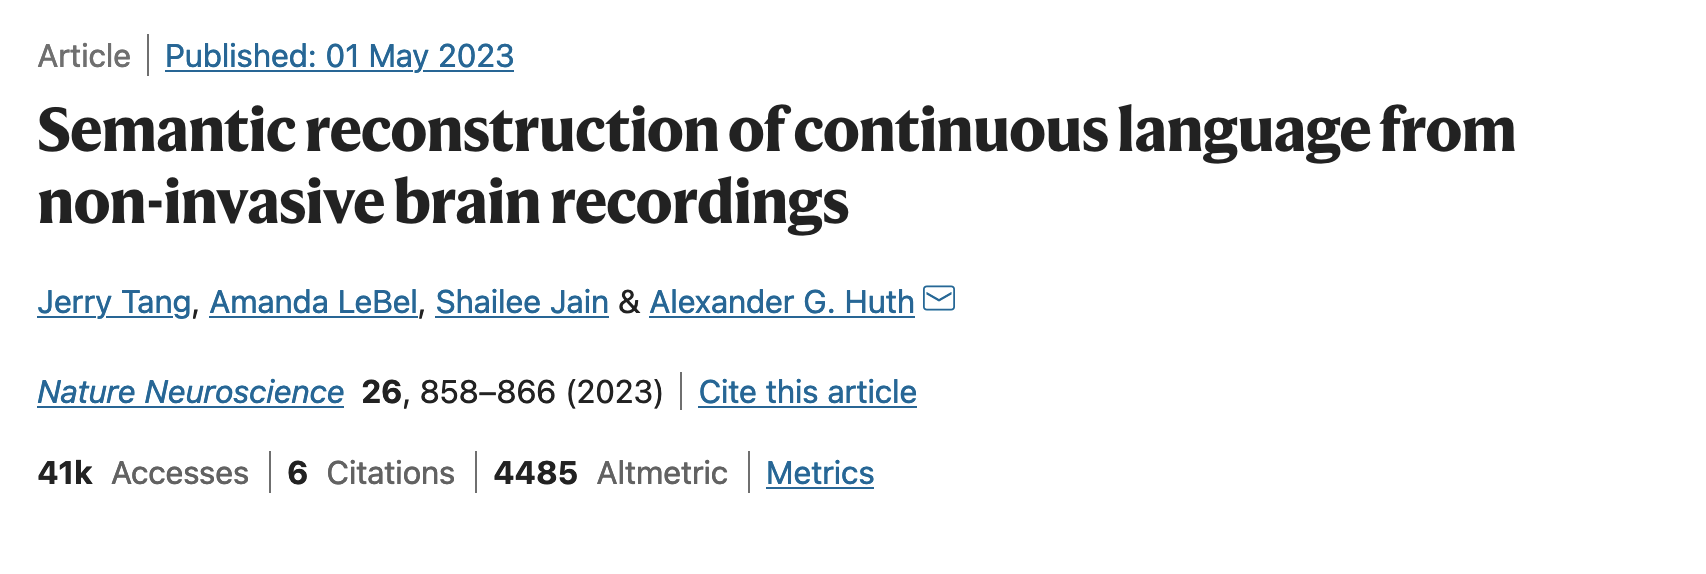 Article | Published: 01 May 2023
Semantic reconstruction of continuous language from
non-invasive brain recordings
Jerry Tang, Amanda LeBel, Shailee Jain & Alexander G. Huth
Nature Neuroscience 26, 858–866 (2023) | Cite this article
41k Accesses | 6 Citations | 4485 Altmetric | Metrics